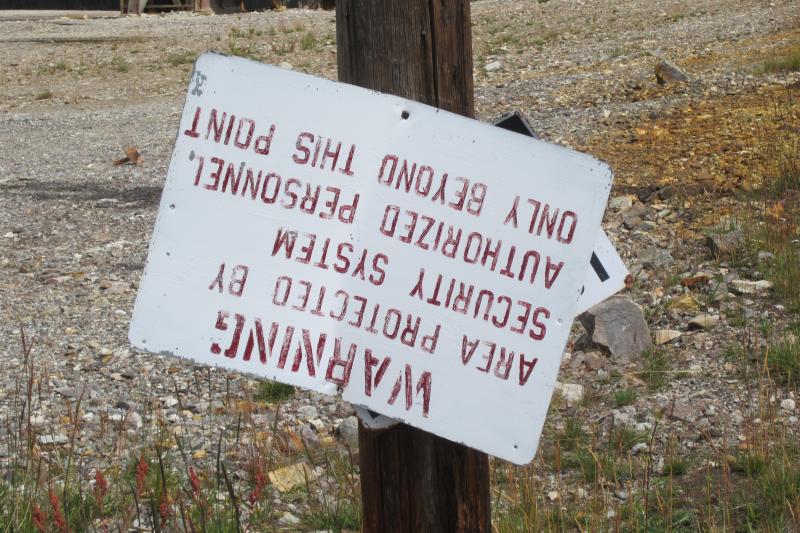 WARNING:
AREA PROTECTED BY
SECURITY SYSTEM
AUTHORIZED PERSONNEL
ONLY BEYOND THIS POINT